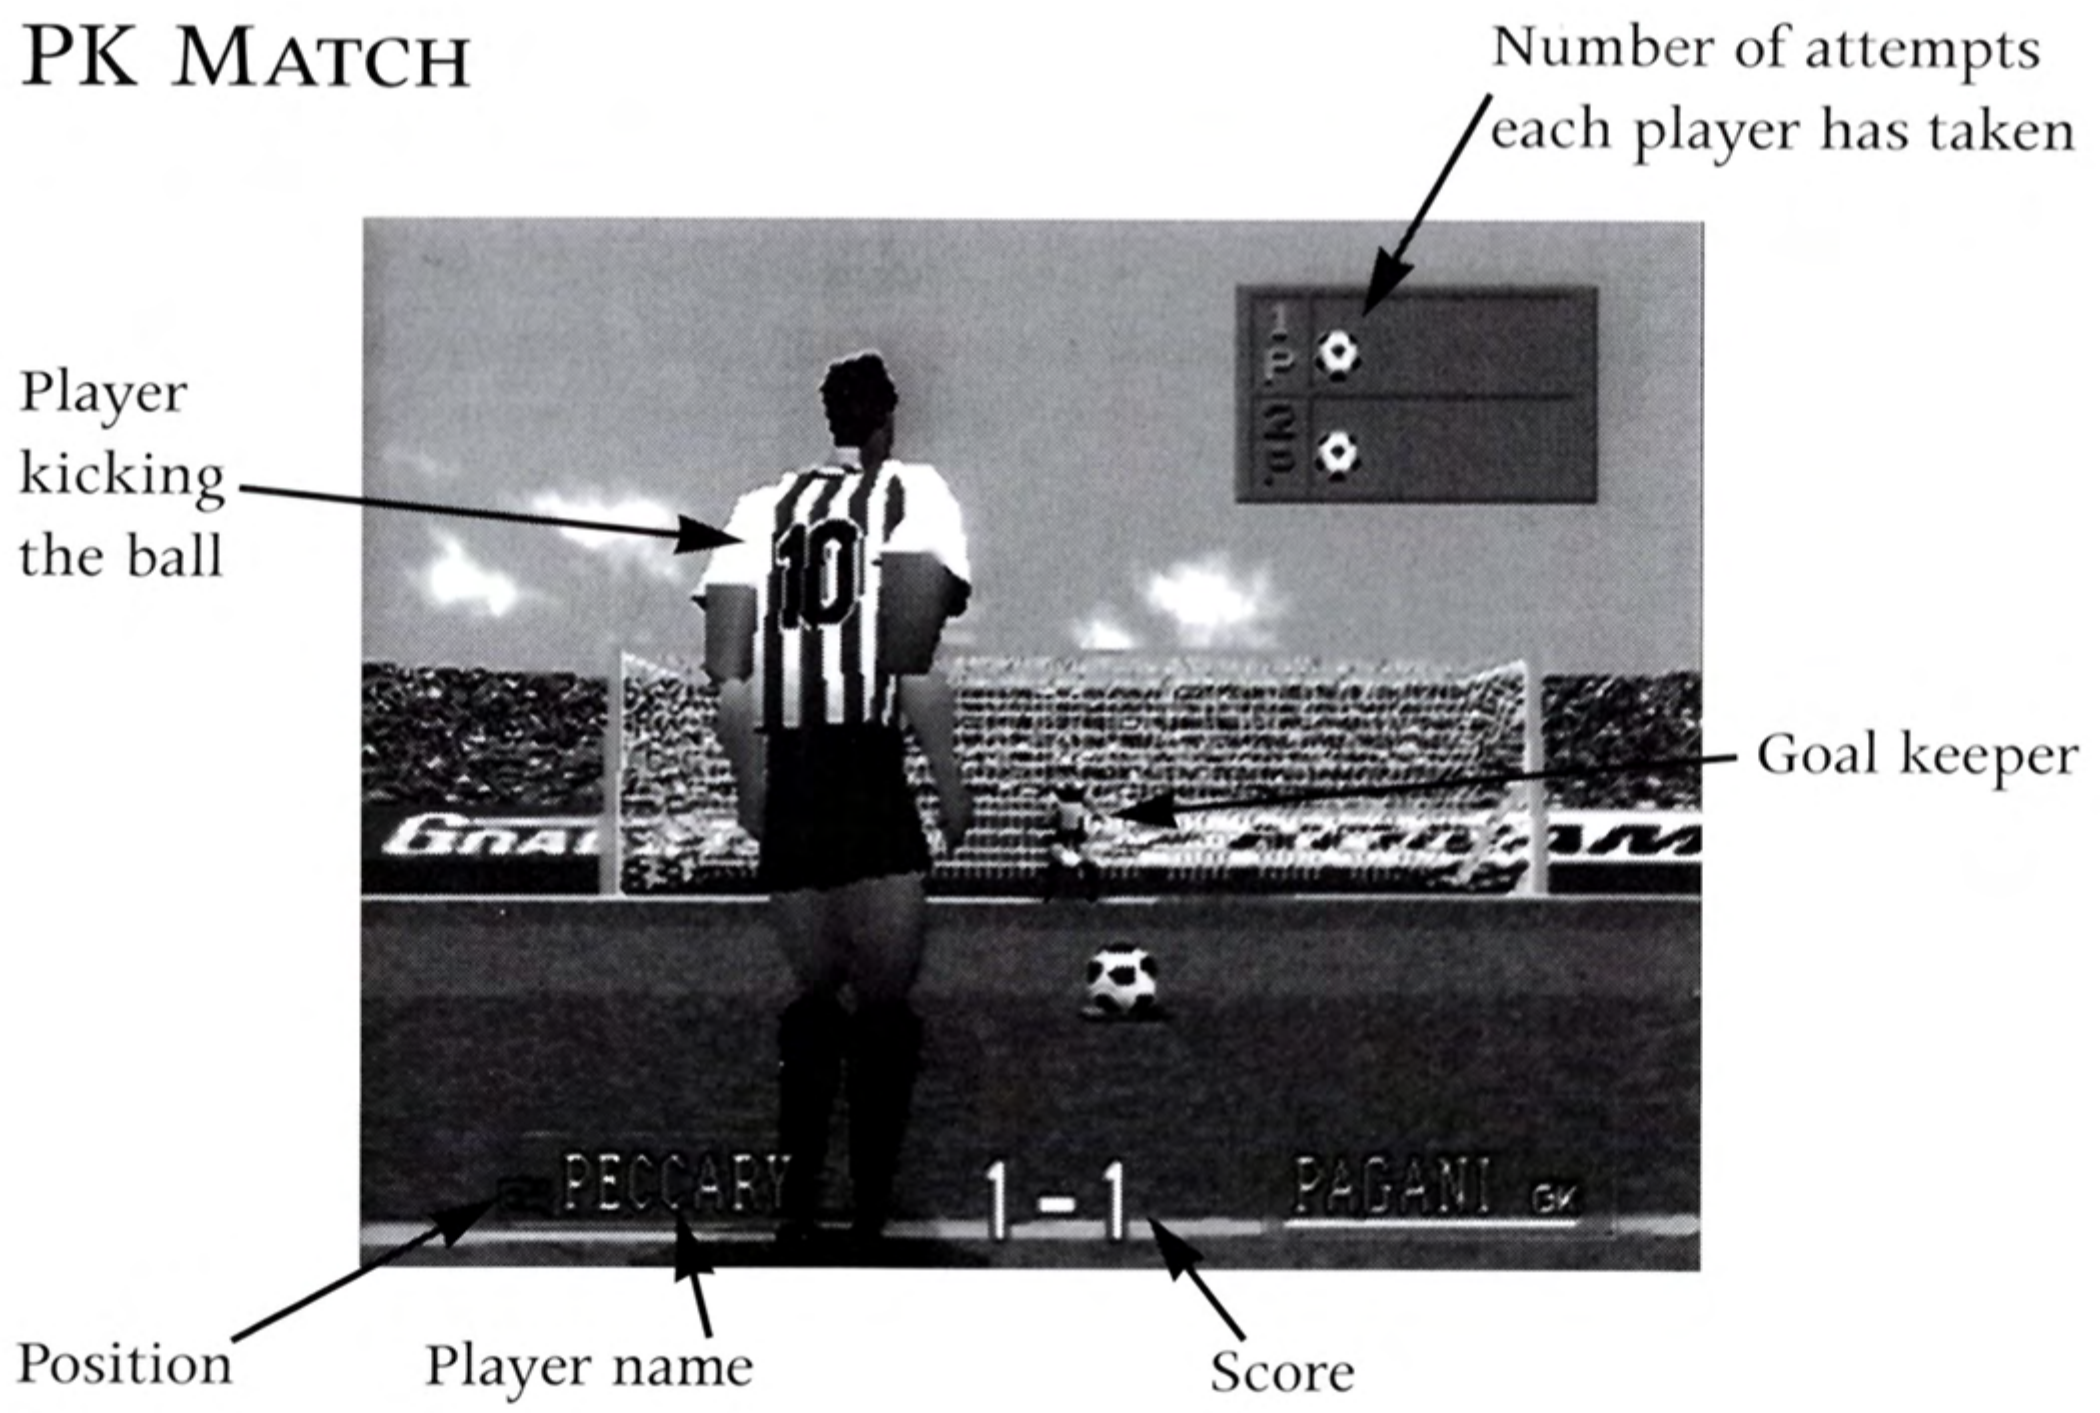 PK MATCH
Number of attempts
each player has taken
Player
kicking
the ball
1P.
2P.
10
GOAL
Goal keeper
PECCARY
1-1
PAGANI GK
Position
Player name
Score